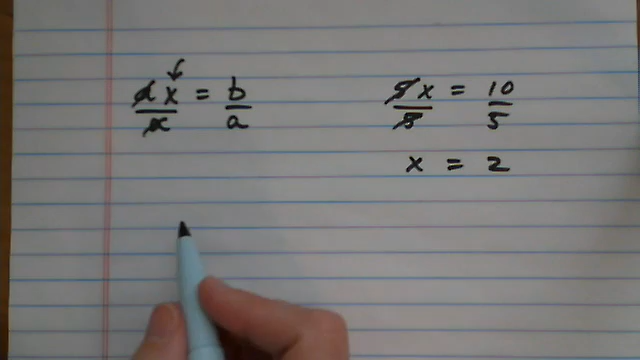 ax/a = b/a
5x/5 = 10/5
x = 2